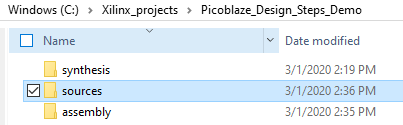 Windows (C:) > Xilinx_projects > Picoblaze_Design_Steps_Demo
Name Date modified
synthesis 3/1/2020 2:19 PM
sources 3/1/2020 2:36 PM
assembly 3/1/2020 2:35 PM